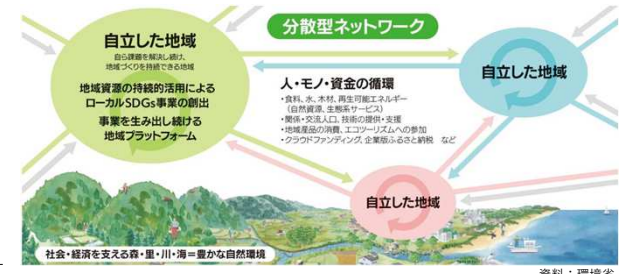 分散型ネットワーク
自立した地域
自ら課題を解決し続け、
地域づくりを持続できる地域
地域資源の持続的活用による
ローカルSDGs事業の創出
事業を生み出し続ける
地域プラットフォーム
人・モノ・資金の循環
・食料、水、木材、再生可能エネルギー
（自然資源、生態系サービス）
・関係・交流人口、技術の提供・支援
・地域産品の消費、エコツーリズムへの参加
・クラウドファンディング、企業版ふるさと納税 など
自立した地域
自立した地域
社会・経済を支える森・里・川・海＝豊かな自然環境
資料：環境省